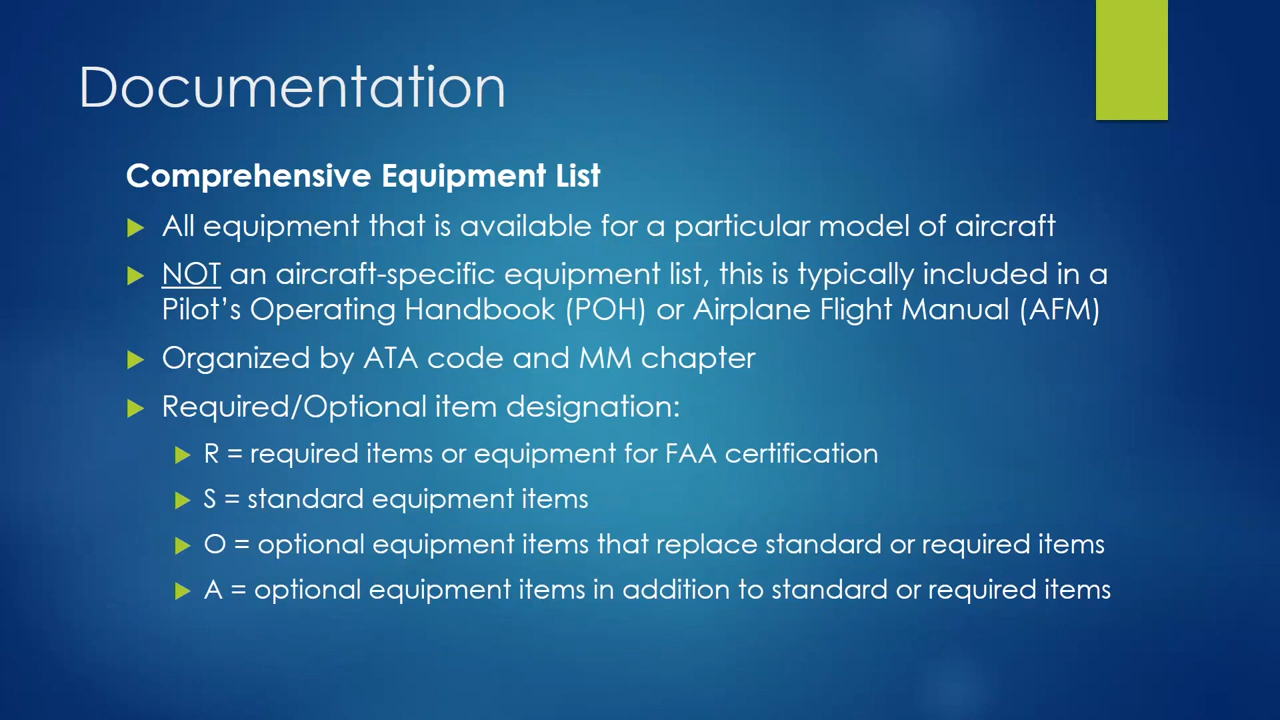 Documentation
Comprehensive Equipment List
All equipment that is available for a particular model of aircraft
NOT an aircraft-specific equipment list, this is typically included in a
Pilot’s Operating Handbook (POH) or Airplane Flight Manual (AFM)
Organized by ATA code and MM chapter
Required/Optional item designation:
R = required items or equipment for FAA certification
S = standard equipment items
O = optional equipment items that replace standard or required items
A = optional equipment items in addition to standard or required items